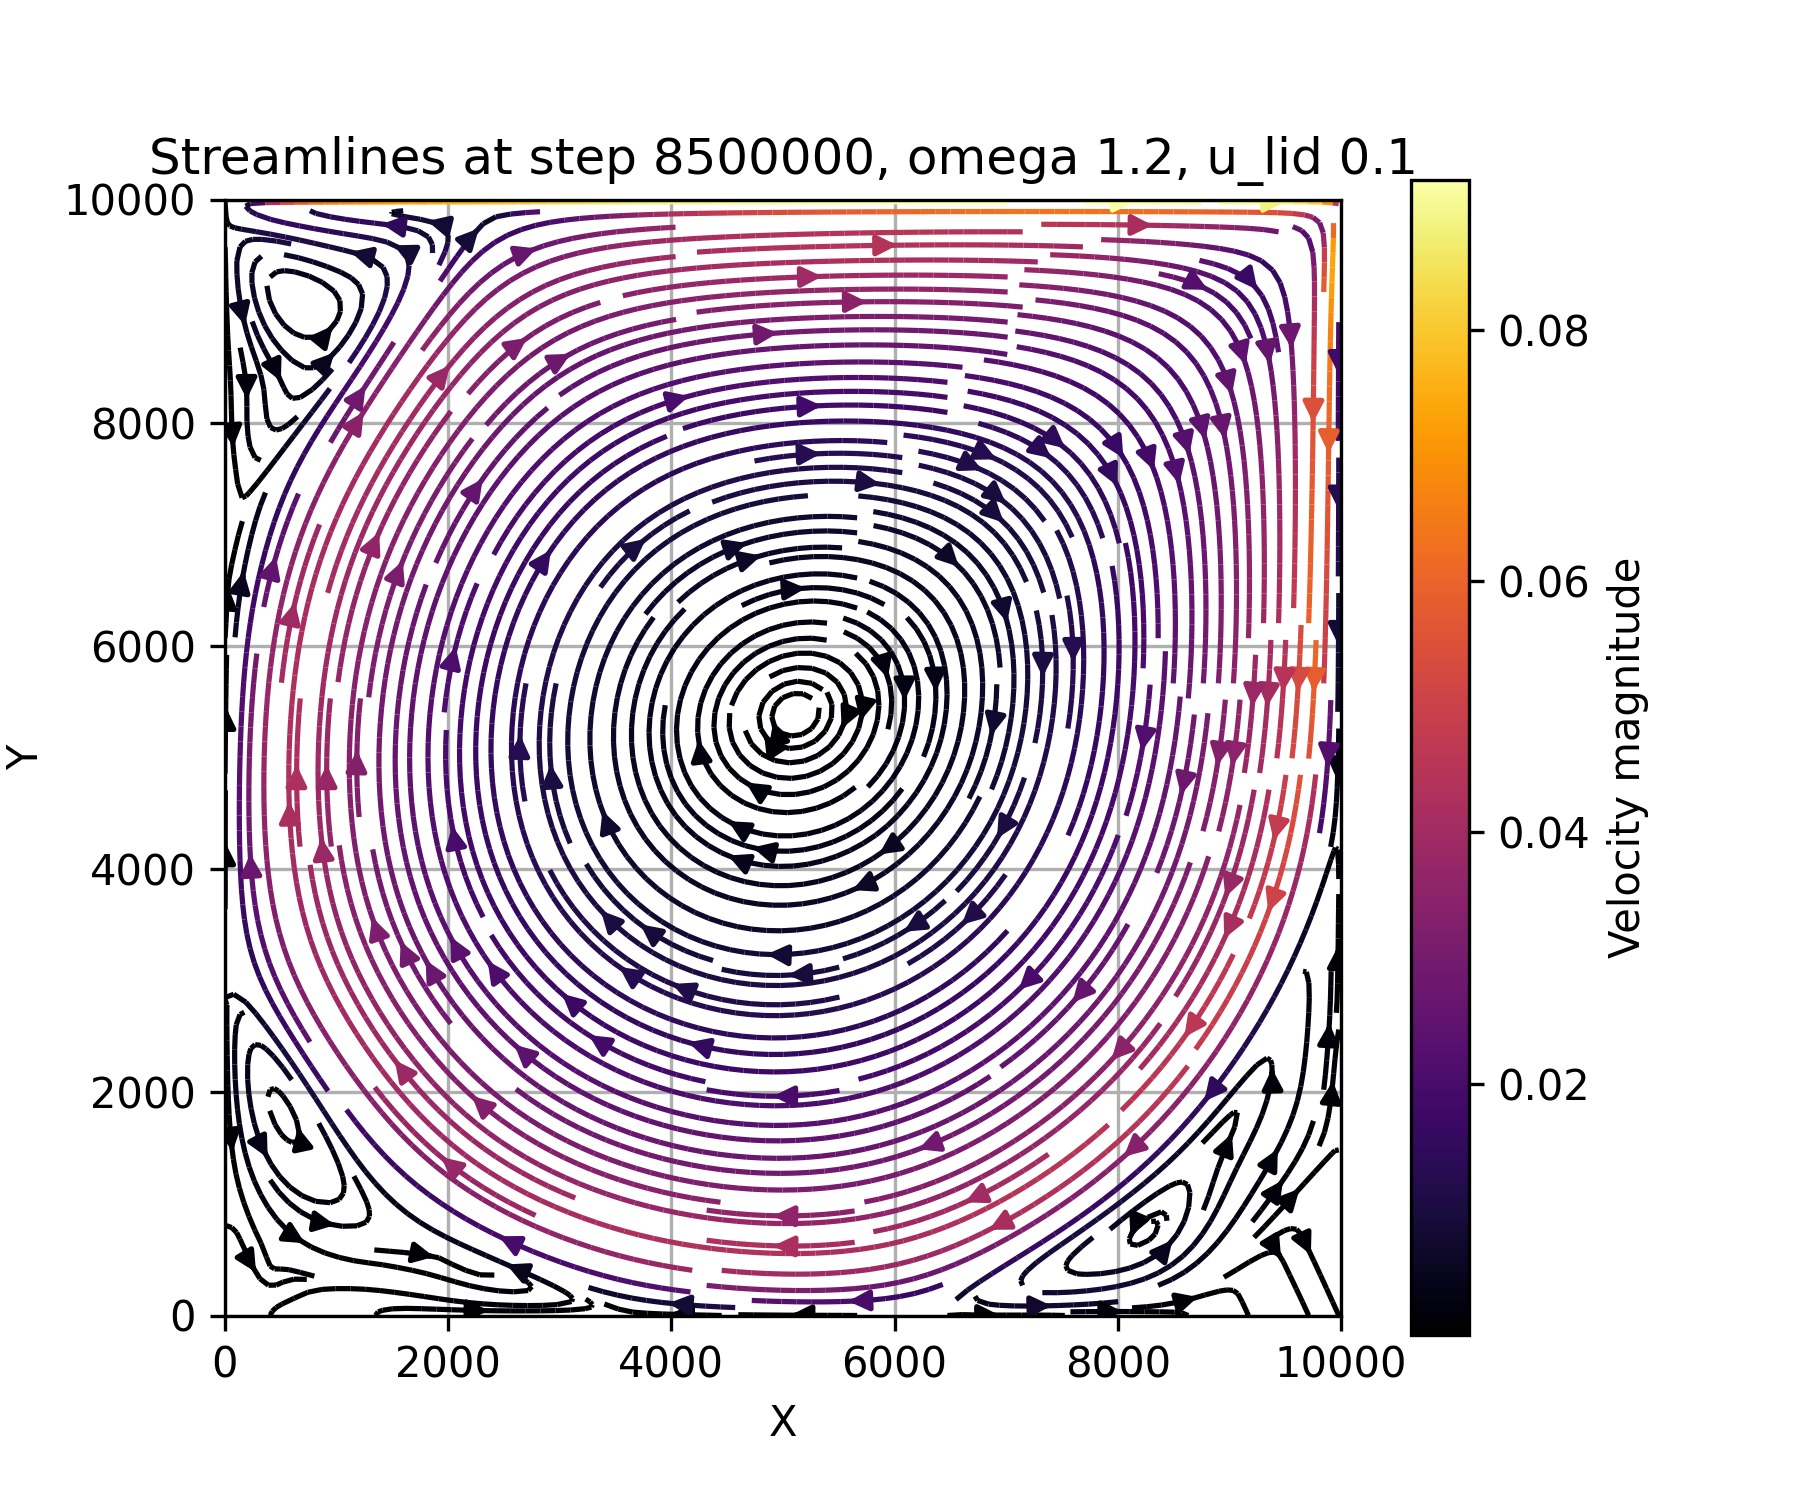 Streamlines at step 8500000, omega 1.2, u_lid 0.1
10000
8000
6000
4000
2000
0
Y
0 2000 4000 6000 8000 10000
X
0.08
0.06
0.04
0.02
Velocity magnitude